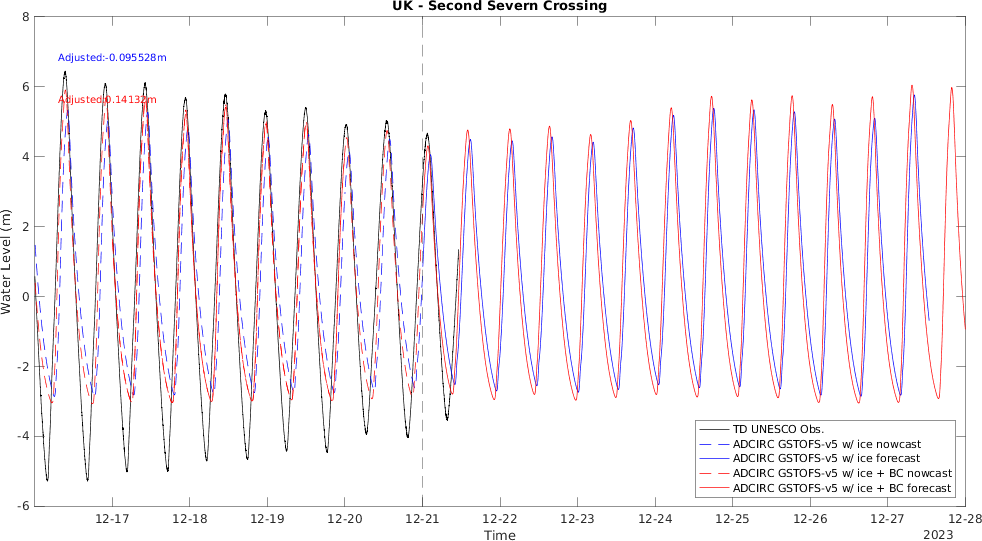 UK - Second Severn Crossing
8
6
4
2
0
-2
-4
-6
Water Level (m)
Adjusted:-0.095528m
Adjusted:0.14132m
TD UNESCO Obs.
ADCIRC GSTOFS-v5 w/ ice nowcast
ADCIRC GSTOFS-v5 w/ ice forecast
ADCIRC GSTOFS-v5 w/ ice + BC nowcast
ADCIRC GSTOFS-v5 w/ ice + BC forecast
12-17 12-18 12-19 12-20 12-21 12-22 12-23 12-24 12-25 12-26 12-27 12-28
Time
2023